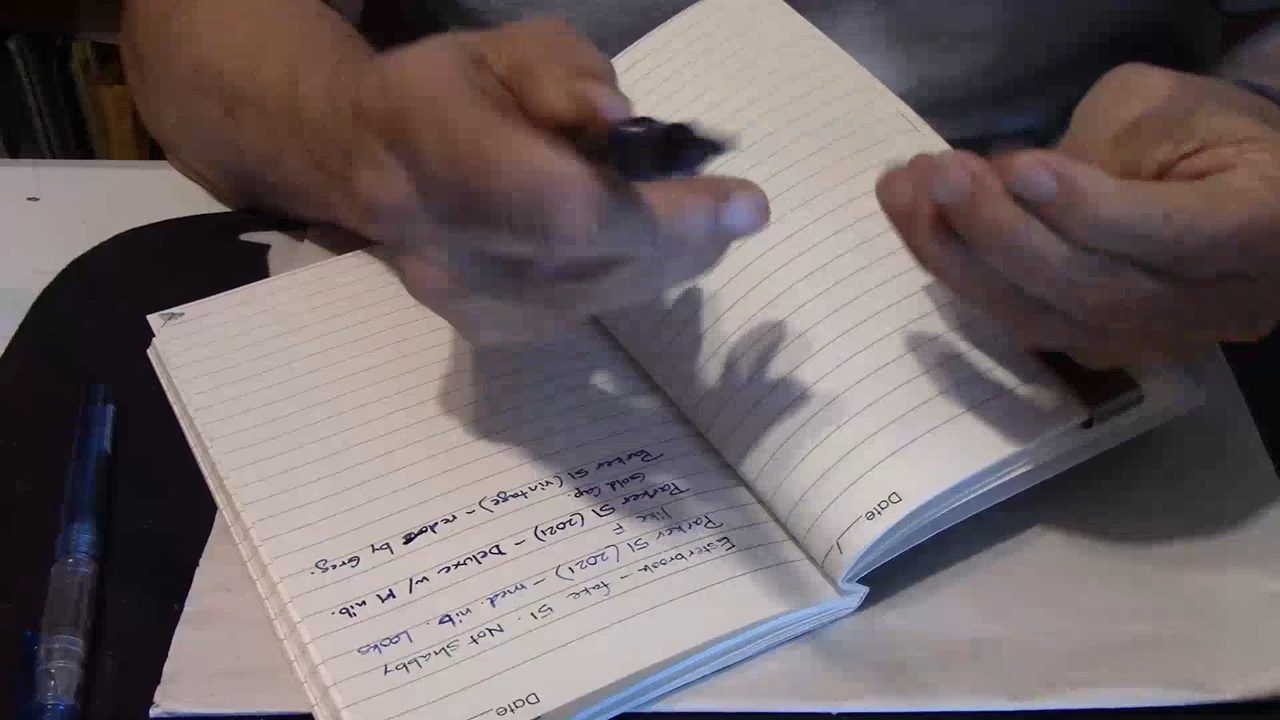 Date
Esterbrook - fake 51. Not shabby
Parker 51 (2021) - med. nib. Looks
like F
Parker 51 (2021) - Deluxe w/ M nib.
Gold cap.
Parker 51 (vintage) - redone by Greg.
Date